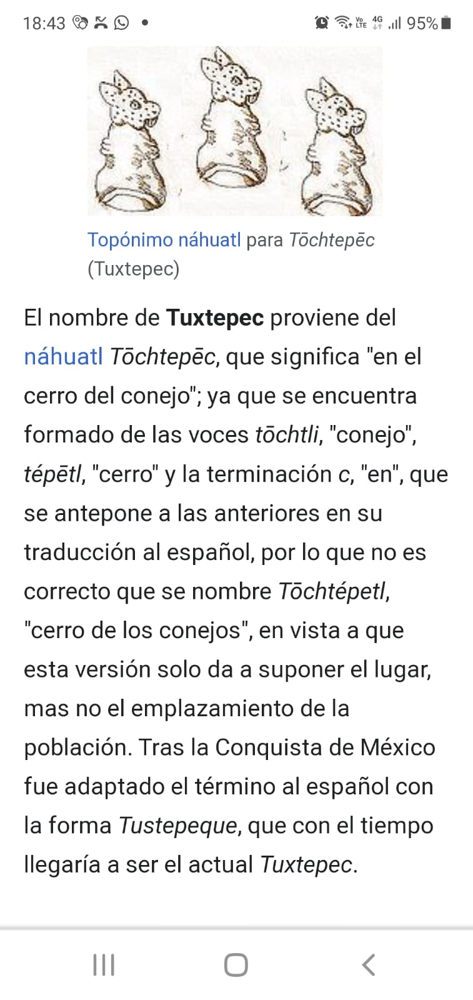 18:43 Vo LTE 4G 95%
Topónimo náhuatl para Tōchtepēc
(Tuxtepec)
El nombre de Tuxtepec proviene del
náhuatl Tōchtepēc, que significa "en el
cerro del conejo"; ya que se encuentra
formado de las voces tōchtli, "conejo",
tépētl, "cerro" y la terminación c, "en", que
se antepone a las anteriores en su
traducción al español, por lo que no es
correcto que se nombre Tōchtépetl,
"cerro de los conejos", en vista a que
esta versión solo da a suponer el lugar,
mas no el emplazamiento de la
población. Tras la Conquista de México
fue adaptado el término al español con
la forma Tustepeque, que con el tiempo
llegaría a ser el actual Tuxtepec.